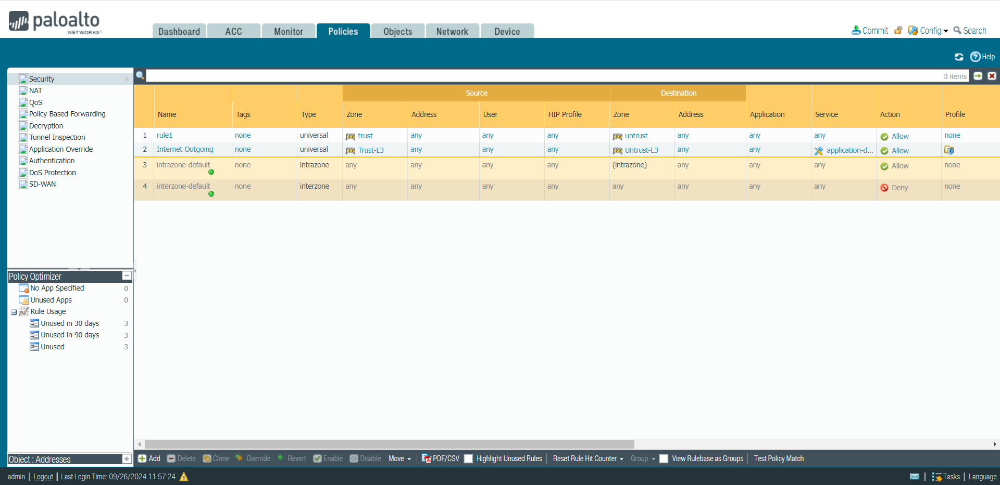 paloalto
NETWORKS
Dashboard ACC Monitor Policies Objects Network Device
Commit Config Search
Help
Security
NAT
QoS
Policy Based Forwarding
Decryption
Tunnel Inspection
Application Override
Authentication
DoS Protection
SD-WAN
Policy Optimizer
No App Specified 0
Unused Apps 0
Rule Usage
Unused in 30 days 3
Unused in 90 days 3
Unused 3
Object : Addresses
3 items
Source Destination
Name Tags Type Zone Address User HIP Profile Zone Address Application Service Action Profile
1 rule1 none universal trust any any any untrust any any any Allow none
2 Internet Outgoing none universal Trust-L3 any any any Untrust-L3 any any application-d... Allow
3 intrazone-default none intrazone any any any any (intrazone) any any any Allow none
4 interzone-default none interzone any any any any any any any any Deny none
Add Delete Clone Override Revert Enable Disable Move PDF/CSV Highlight Unused Rules Reset Rule Hit Counter Group View Rulebase as Groups Test Policy Match
admin | Logout | Last Login Time: 09/26/2024 11:57:24 | Tasks | Language